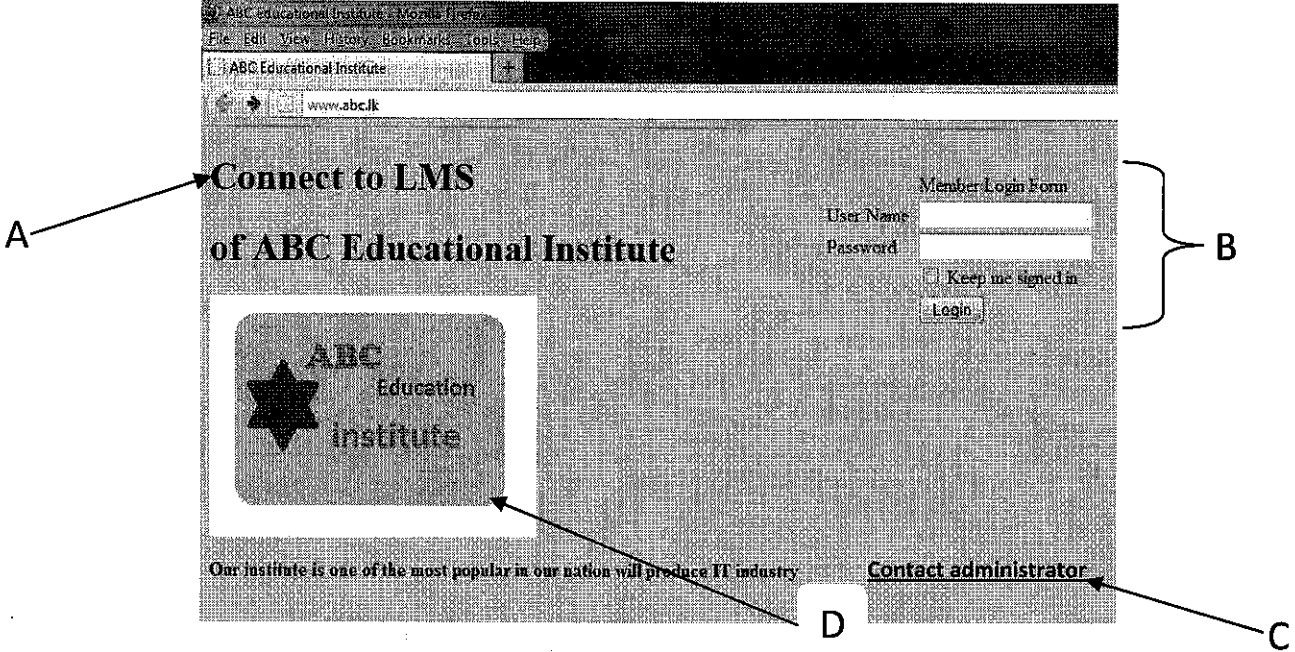 ABC educational Institute - Mozilla Firefox
File Edit View History Bookmarks Tools Help
ABC Educational Institute +
www.abc.lk
Connect to LMS
of ABC Educational Institute
Member Login Form
User Name
Password
Keep me signed in
Login
ABC
Education
institute
Our institute is one of the most popular in our nation will produce IT industry
Contact administrator
A
B
C
D